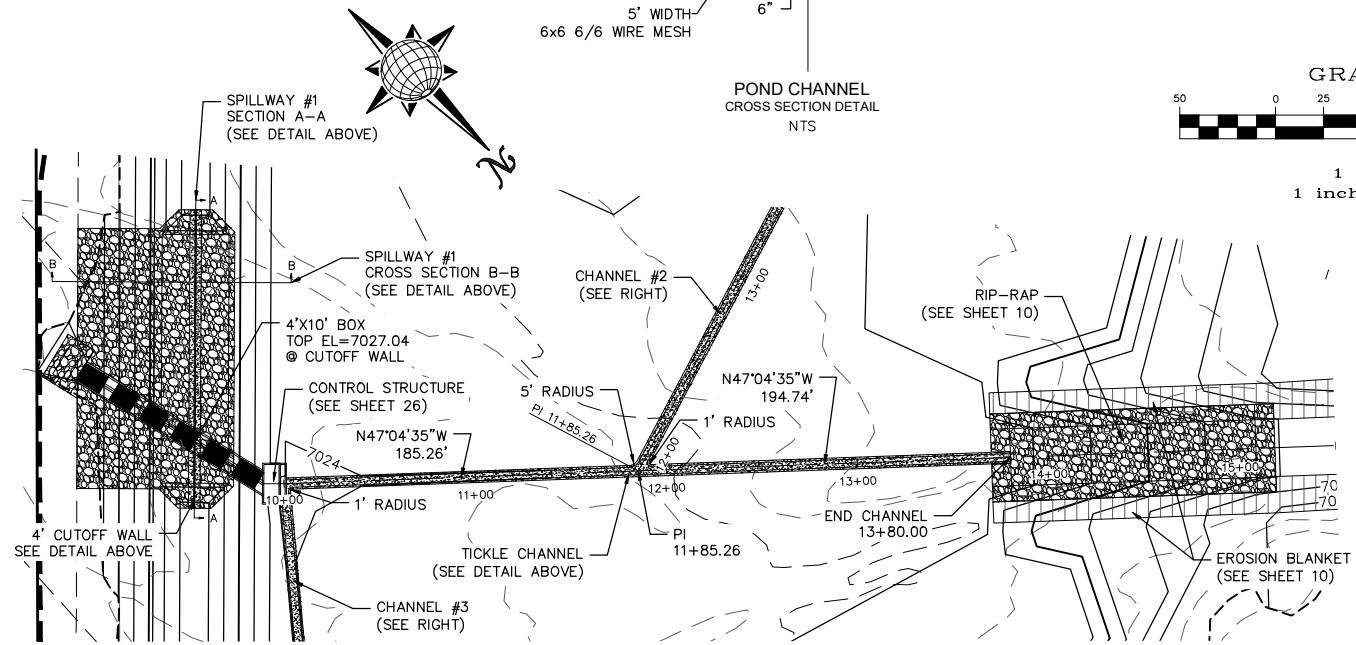 5' WIDTH
6x6 6/6 WIRE MESH
6"
POND CHANNEL
CROSS SECTION DETAIL
NTS
GRA
50
0
25
1
1 inch
N
SPILLWAY #1
SECTION A-A
(SEE DETAIL ABOVE)
A
B
B
SPILLWAY #1
CROSS SECTION B-B
(SEE DETAIL ABOVE)
4'X10' BOX
TOP EL=7027.04
@ CUTOFF WALL
CONTROL STRUCTURE
(SEE SHEET 26)
N47°04'35"W
185.26'
7024
10+00
1' RADIUS
11+00
A
4' CUTOFF WALL
SEE DETAIL ABOVE
CHANNEL #3
(SEE RIGHT)
TICKLE CHANNEL
(SEE DETAIL ABOVE)
CHANNEL #2
(SEE RIGHT)
13+00
5' RADIUS
PI 11+85.26
1' RADIUS
12+00
12+00
PI
11+85.26
N47°04'35"W
194.74'
13+00
END CHANNEL
13+80.00
RIP-RAP
(SEE SHEET 10)
14+00
15+00
70
70
EROSION BLANKET
(SEE SHEET 10)